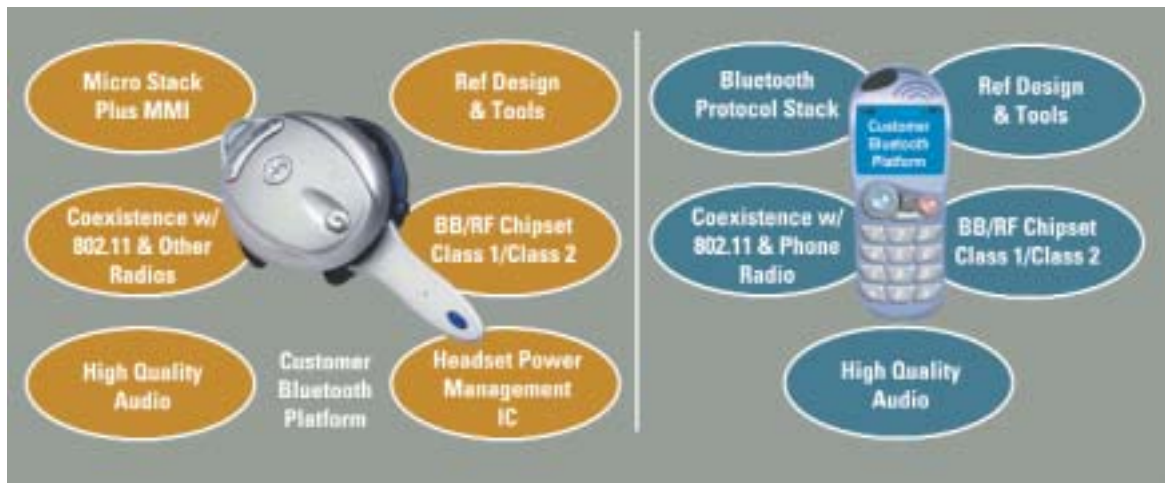 Micro Stack
Plus MMI
Ref Design
& Tools
Coexistence w/
802.11 & Other
Radios
BB/RF Chipset
Class 1/Class 2
High Quality
Audio
Customer
Bluetooth
Platform
Headset Power
Management
IC
Bluetooth
Protocol Stack
Customer
Bluetooth
Platform
Ref Design
& Tools
Coexistence w/
802.11 & Phone
Radio
BB/RF Chipset
Class 1/Class 2
High Quality
Audio